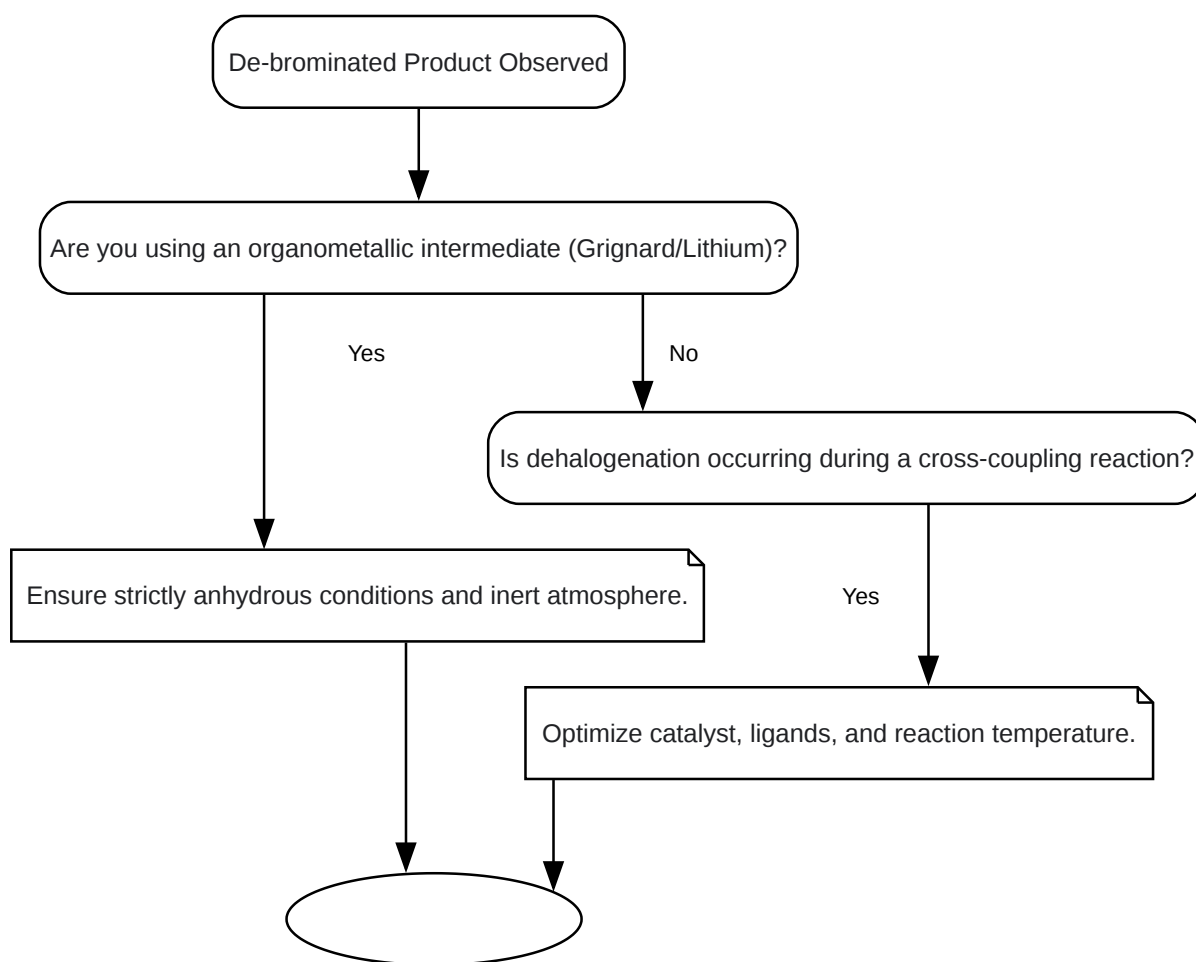 De-brominated Product Observed
Are you using an organometallic intermediate (Grignard/Lithium)?
Yes
No
Is dehalogenation occurring during a cross-coupling reaction?
Ensure strictly anhydrous conditions and inert atmosphere.
Yes
Optimize catalyst, ligands, and reaction temperature.